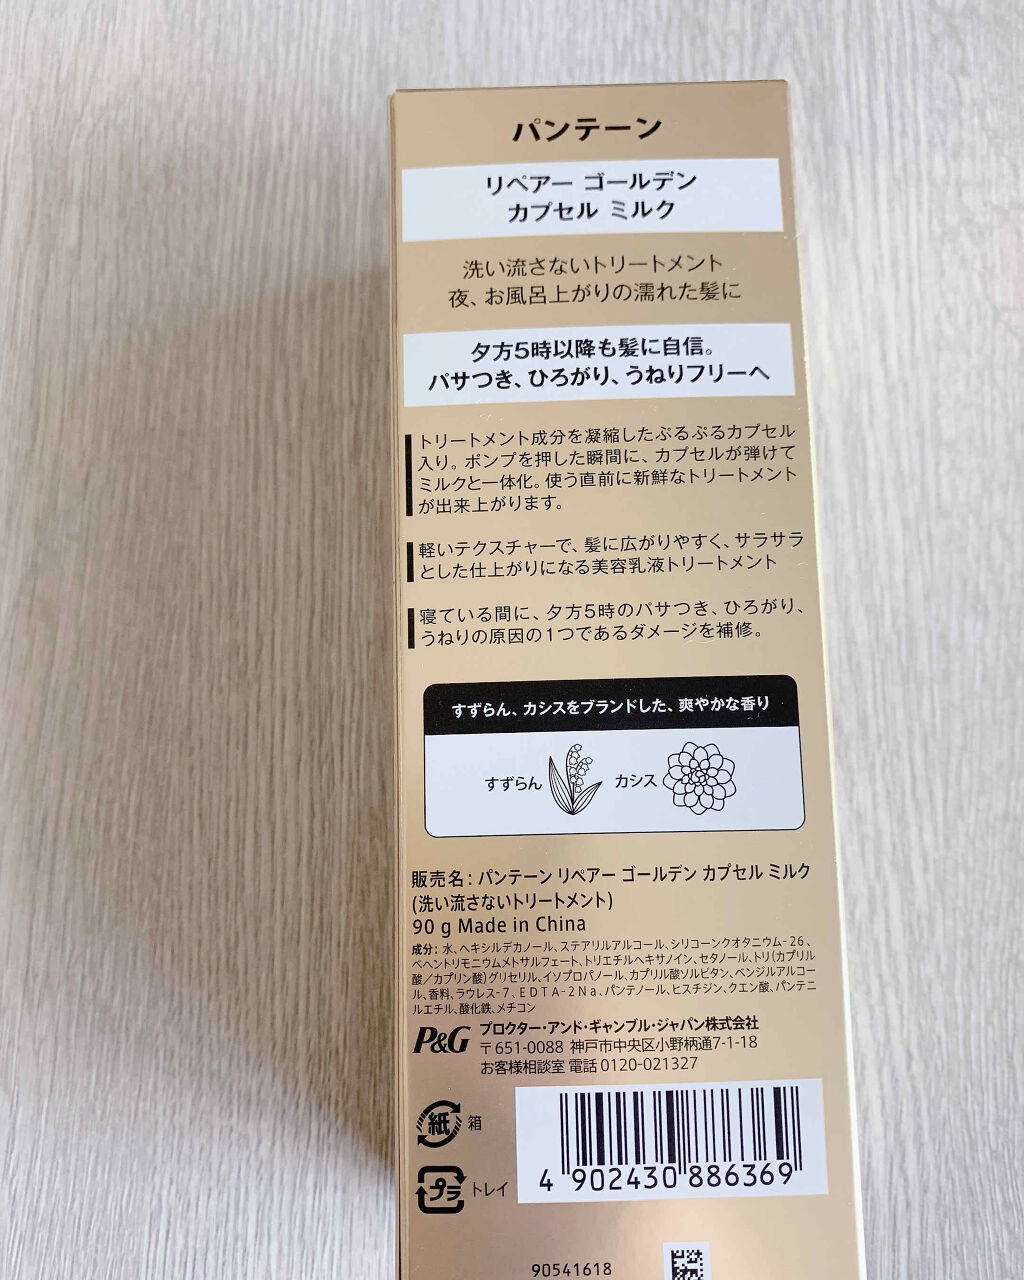 パンテーン
リペアー ゴールデン
カプセル ミルク
洗い流さないトリートメント
夜、お風呂上がりの濡れた髪に
夕方5時以降も髪に自信。
パサつき、ひろがり、うねりフリーへ
トリートメント成分を凝縮したぷるぷるカプセル
入り。ポンプを押した瞬間に、カプセルが弾けて
ミルクと一体化。使う直前に新鮮なトリートメント
が出来上がります。
軽いテクスチャーで、髪に広がりやすく、サラサラ
とした仕上がりになる美容乳液トリートメント
寝ている間に、夕方5時のパサつき、ひろがり、
うねりの原因の1つであるダメージを補修。
すずらん、カシスをブランドした、爽やかな香り
すずらん カシス
販売名: パンテーン リペアー ゴールデン カプセル ミルク
(洗い流さないトリートメント)
90 g Made in China
成分: 水、ヘキシルデカノール、ステアリルアルコール、シリコーンクオタニウム-26、
ベヘントリモニウムメトサルフェート、トリエチルヘキサノイン、セタノール、トリ(カプリル
酸/カプリン酸)グリセリル、イソプロパノール、カプリル酸ソルビタン、ベンジルアルコー
ル、香料、ラウレス-7、EDTA-2Na、パンテノール、ヒスチジン、クエン酸、パンテニ
ルエチル、酸化鉄、メチコン
P&G プロクター・アンド・ギャンブル・ジャパン株式会社
〒651-0088 神戸市中央区小野柄通7-1-18
お客様相談室 電話 0120-021327
紙 箱
プラ トレイ
4 902430 886369
90541618